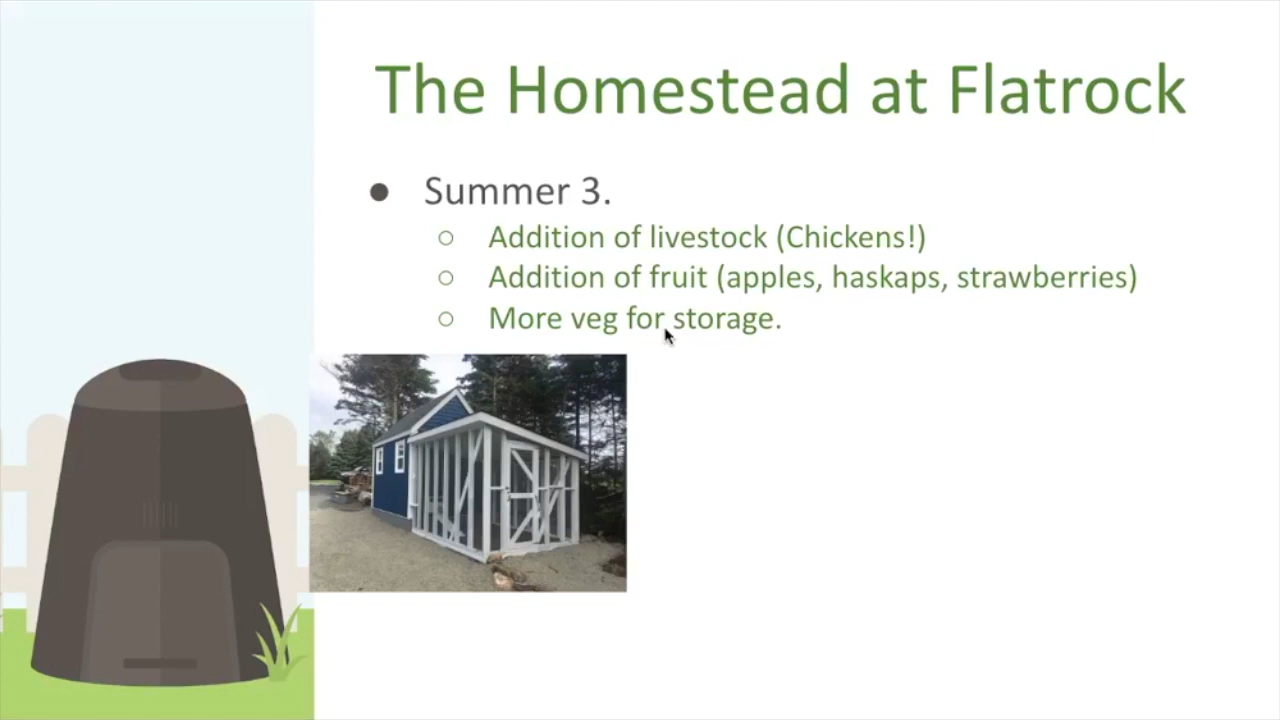 The Homestead at Flatrock
● Summer 3.
○ Addition of livestock (Chickens!)
○ Addition of fruit (apples, haskaps, strawberries)
○ More veg for storage.